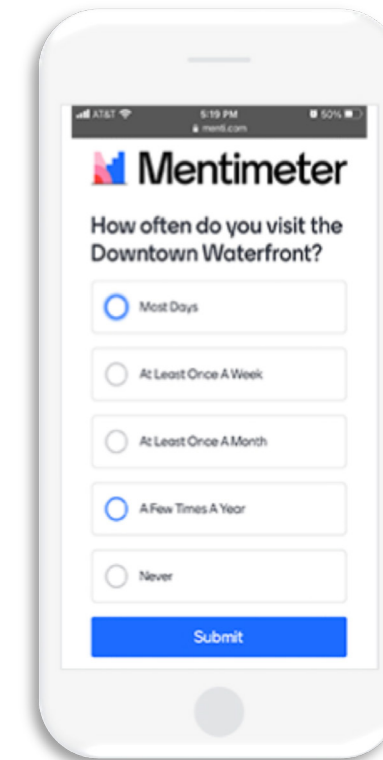 AT&T 5:19 PM 50%
menti.com
Mentimeter
How often do you visit the
Downtown Waterfront?
Most Days
At Least Once A Week
At Least Once A Month
A Few Times A Year
Never
Submit